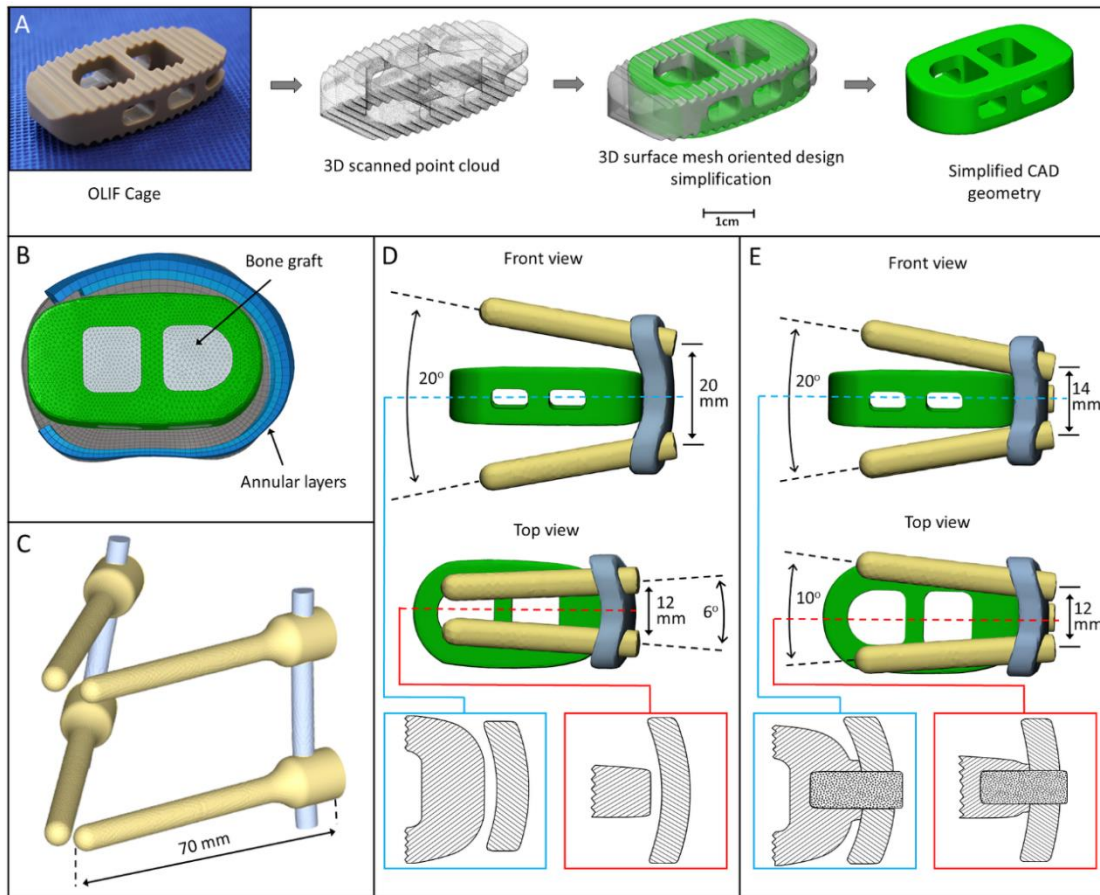 A
OLIF Cage
3D scanned point cloud
3D surface mesh oriented design
simplification
1cm
Simplified CAD
geometry
B
Bone graft
Annular layers
C
70 mm
D
Front view
20°
20
mm
Top view
12
mm
6°
E
Front view
20°
14
mm
Top view
10°
12
mm